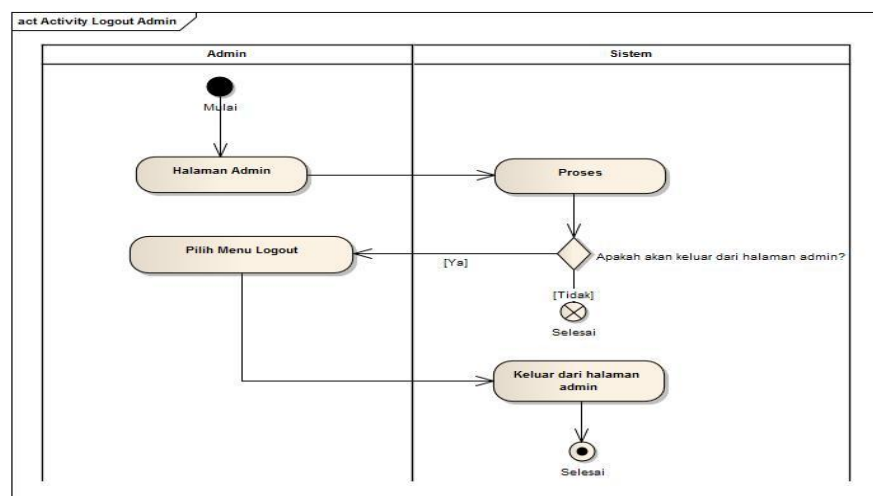 act Activity Logout Admin
Admin
Sistem
Mulai
Halaman Admin
Proses
Pilih Menu Logout
[Ya]
Apakah akan keluar dari halaman admin?
[Tidak]
Selesai
Keluar dari halaman
admin
Selesai